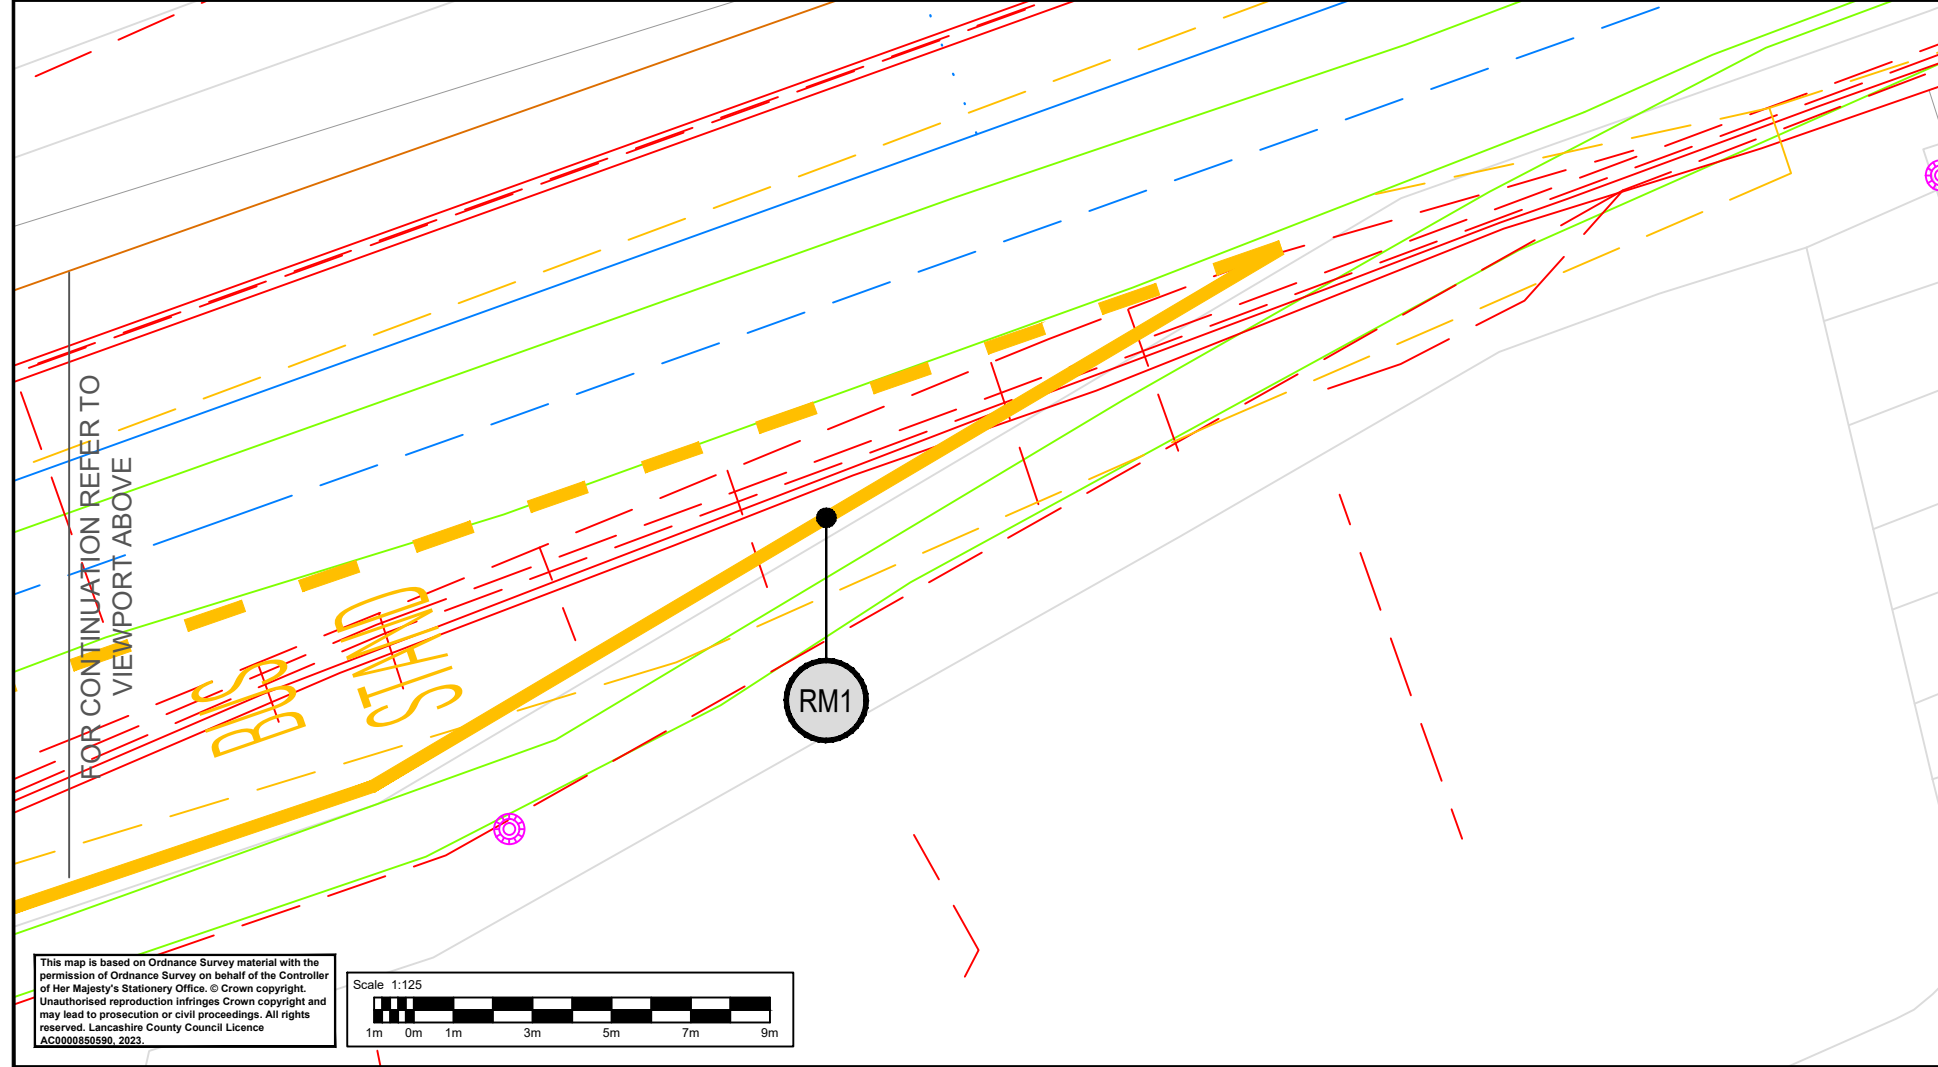 FOR CONTINUATION REFER TO
VIEWPORT ABOVE
BUS
STAND
RM1
This map is based on Ordnance Survey material with the
permission of Ordnance Survey on behalf of the Controller
of Her Majesty's Stationery Office. © Crown copyright.
Unauthorised reproduction infringes Crown copyright and
may lead to prosecution or civil proceedings. All rights
reserved. Lancashire County Council Licence
AC0000850590, 2023.
Scale 1:125
1m 0m 1m 3m 5m 7m 9m